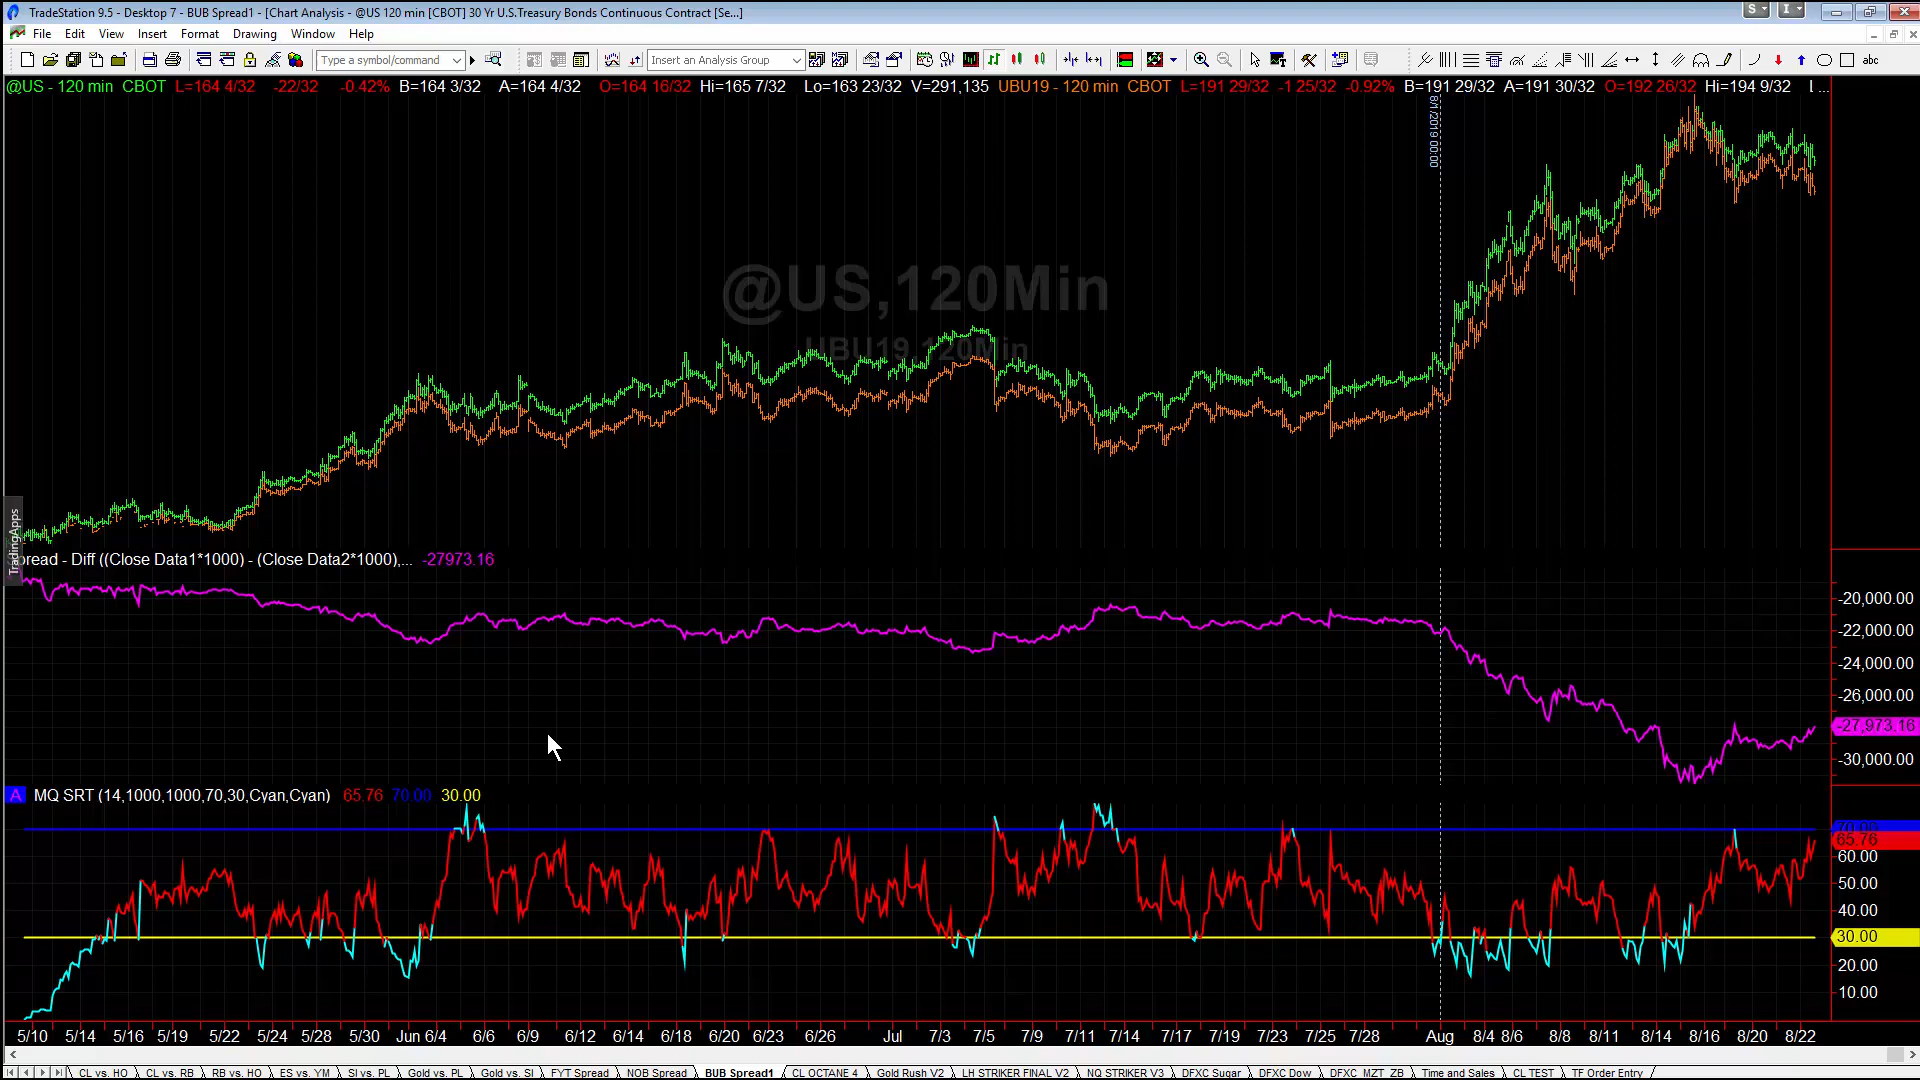 TradeStation 9.5 - Desktop 7 - BUB Spread1 - [Chart Analysis - @US 120 min [CBOT] 30 Yr U.S.Treasury Bonds Continuous Contract [Se...]
S I
File Edit View Insert Format Drawing Window Help
Type a symbol/command Insert an Analysis Group abc
@US - 120 min CBOT L=164 4/32 -22/32 -0.42% B=164 3/32 A=164 4/32 O=164 16/32 Hi=165 7/32 Lo=163 23/32 V=291,135 UBU19 - 120 min CBOT L=191 29/32 -1 25/32 -0.92% B=191 29/32 A=191 30/32 O=192 26/32 Hi=194 9/32 L...
8/1/2019 00:00
@US,120Min
UBU19,120Min
TradingApps
pread - Diff ((Close Data1*1000) - (Close Data2*1000),... -27973.16
-20,000.00
-22,000.00
-24,000.00
-26,000.00
-27,973.16
-30,000.00
A MQ SRT (14,1000,1000,70,30,Cyan,Cyan) 65.76 70.00 30.00
70.00
65.76
60.00
50.00
40.00
30.00
20.00
10.00
5/10 5/14 5/16 5/19 5/22 5/24 5/28 5/30 Jun 6/4 6/6 6/9 6/12 6/14 6/18 6/20 6/23 6/26 Jul 7/3 7/5 7/9 7/11 7/14 7/17 7/19 7/23 7/25 7/28 Aug 8/4 8/6 8/8 8/11 8/14 8/16 8/20 8/22
CL vs. HO CL vs. RB RB vs. HO ES vs. YM SI vs. PL Gold vs. PL Gold vs. SI FYT Spread NOB Spread BUB Spread1 CL OCTANE 4 Gold Rush V2 LH STRIKER FINAL V2 NQ STRIKER V3 DFXC Sugar DFXC Dow DFXC MZT ZB Time and Sales CL TEST TF Order Entry